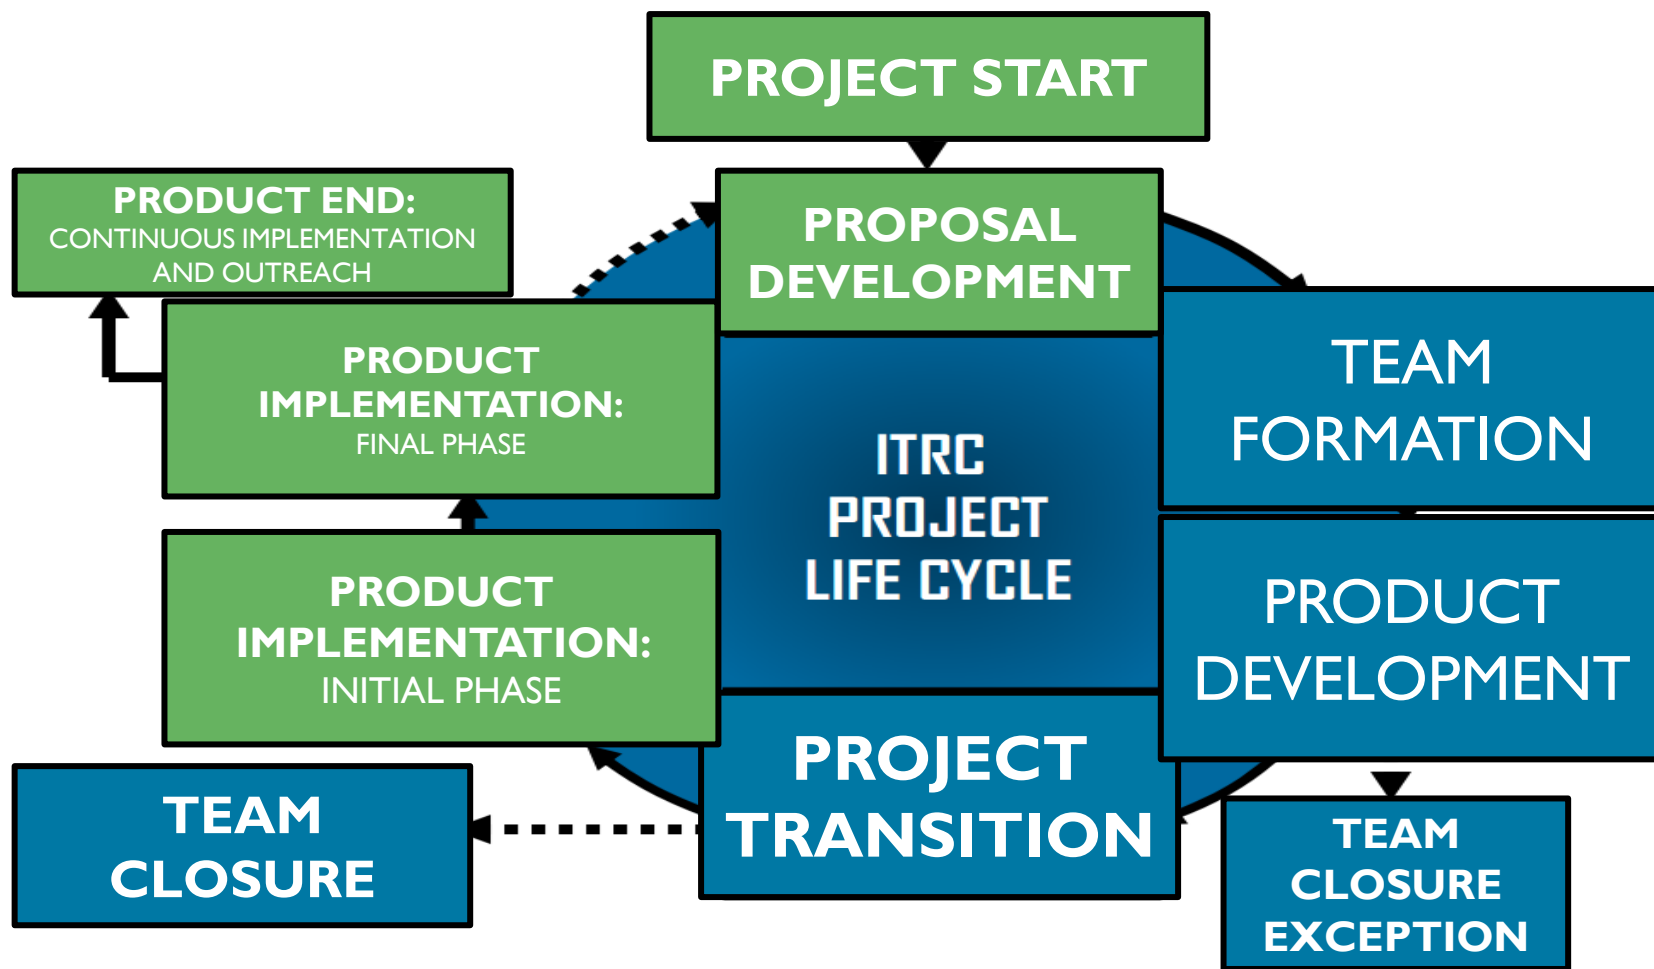 PROJECT START
PRODUCT END:
CONTINUOUS IMPLEMENTATION
AND OUTREACH
PROPOSAL
DEVELOPMENT
PRODUCT
IMPLEMENTATION:
FINAL PHASE
TEAM
FORMATION
ITRC
PROJECT
LIFE CYCLE
PRODUCT
IMPLEMENTATION:
INITIAL PHASE
PRODUCT
DEVELOPMENT
PROJECT
TRANSITION
TEAM
CLOSURE
TEAM
CLOSURE
EXCEPTION